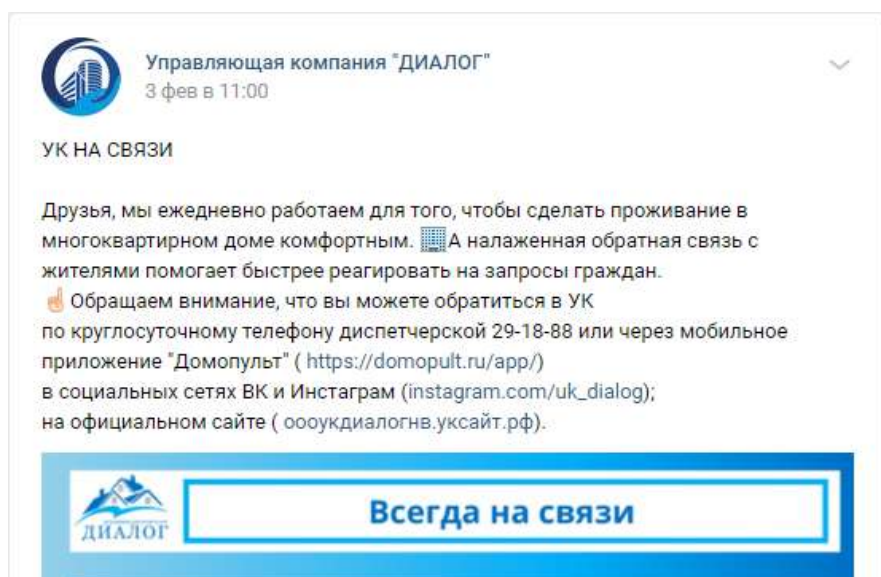 Управляющая компания "ДИАЛОГ"
3 фев в 11:00
УК НА СВЯЗИ
Друзья, мы ежедневно работаем для того, чтобы сделать проживание в
многоквартирном доме комфортным. 🏢А налаженная обратная связь с
жителями помогает быстрее реагировать на запросы граждан.
☝Обращаем внимание, что вы можете обратиться в УК
по круглосуточному телефону диспетчерской 29-18-88 или через мобильное
приложение "Домопульт" ( https://domopult.ru/app/)
в социальных сетях ВК и Инстаграм (instagram.com/uk_dialog);
на официальном сайте ( оооукдиалогнв.уксайт.рф).
ДИАЛОГ
Всегда на связи